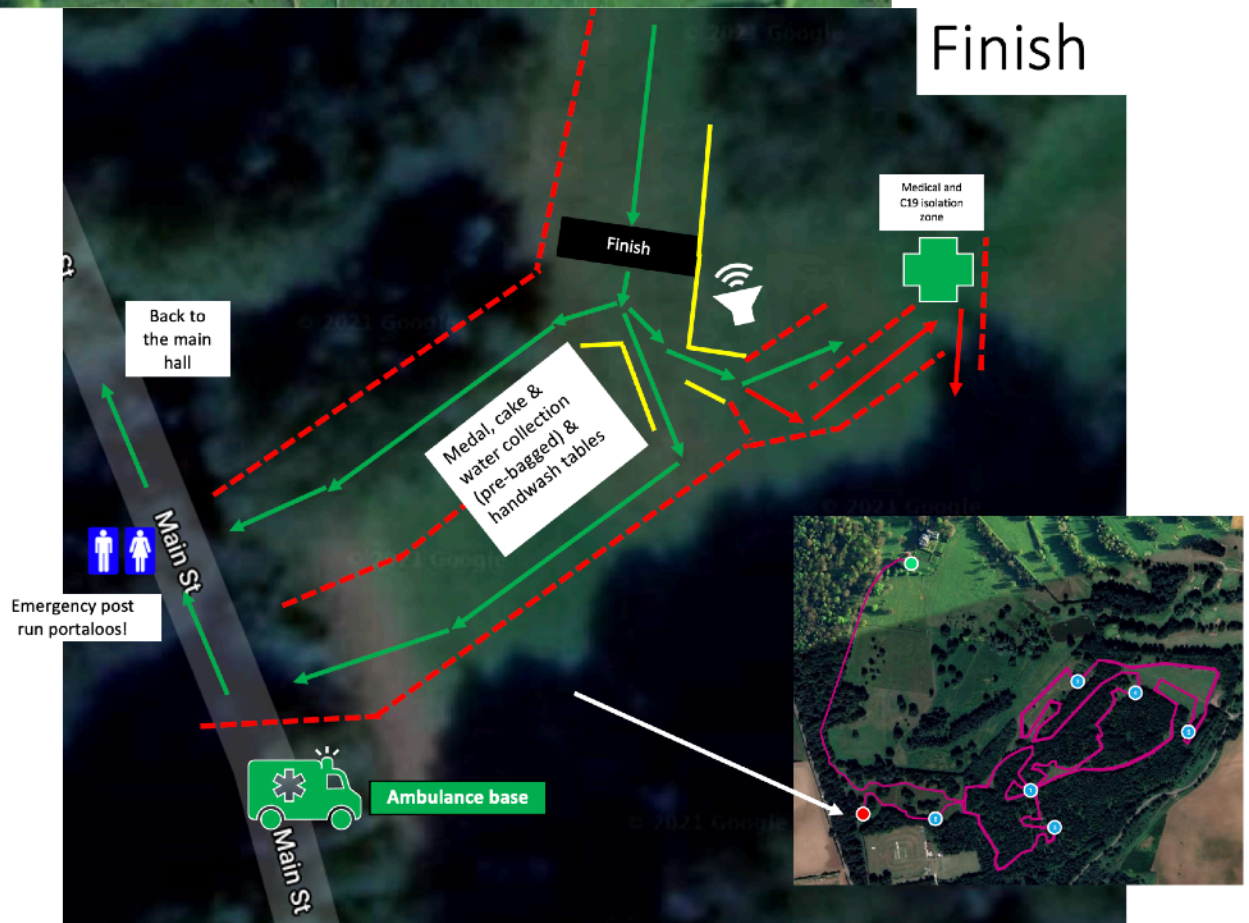 Finish
© 2021 Google
Medical and
C19 isolation
zone
Finish
St
Back to
the main
hall
© 2021 Google
Medal, cake &
water collection
(pre-bagged) &
handwash tables
© 2021 Google
Main St
© 2021 Google
Emergency post
run portaloos!
Ambulance base
© 2021 Google
Main St